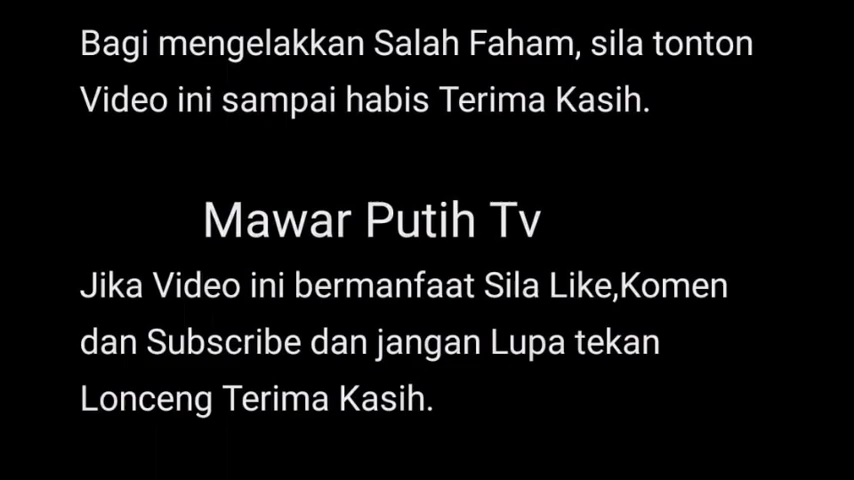 Bagi mengelakkan Salah Faham, sila tonton
Video ini sampai habis Terima Kasih.
Mawar Putih Tv
Jika Video ini bermanfaat Sila Like,Komen
dan Subscribe dan jangan Lupa tekan
Lonceng Terima Kasih.